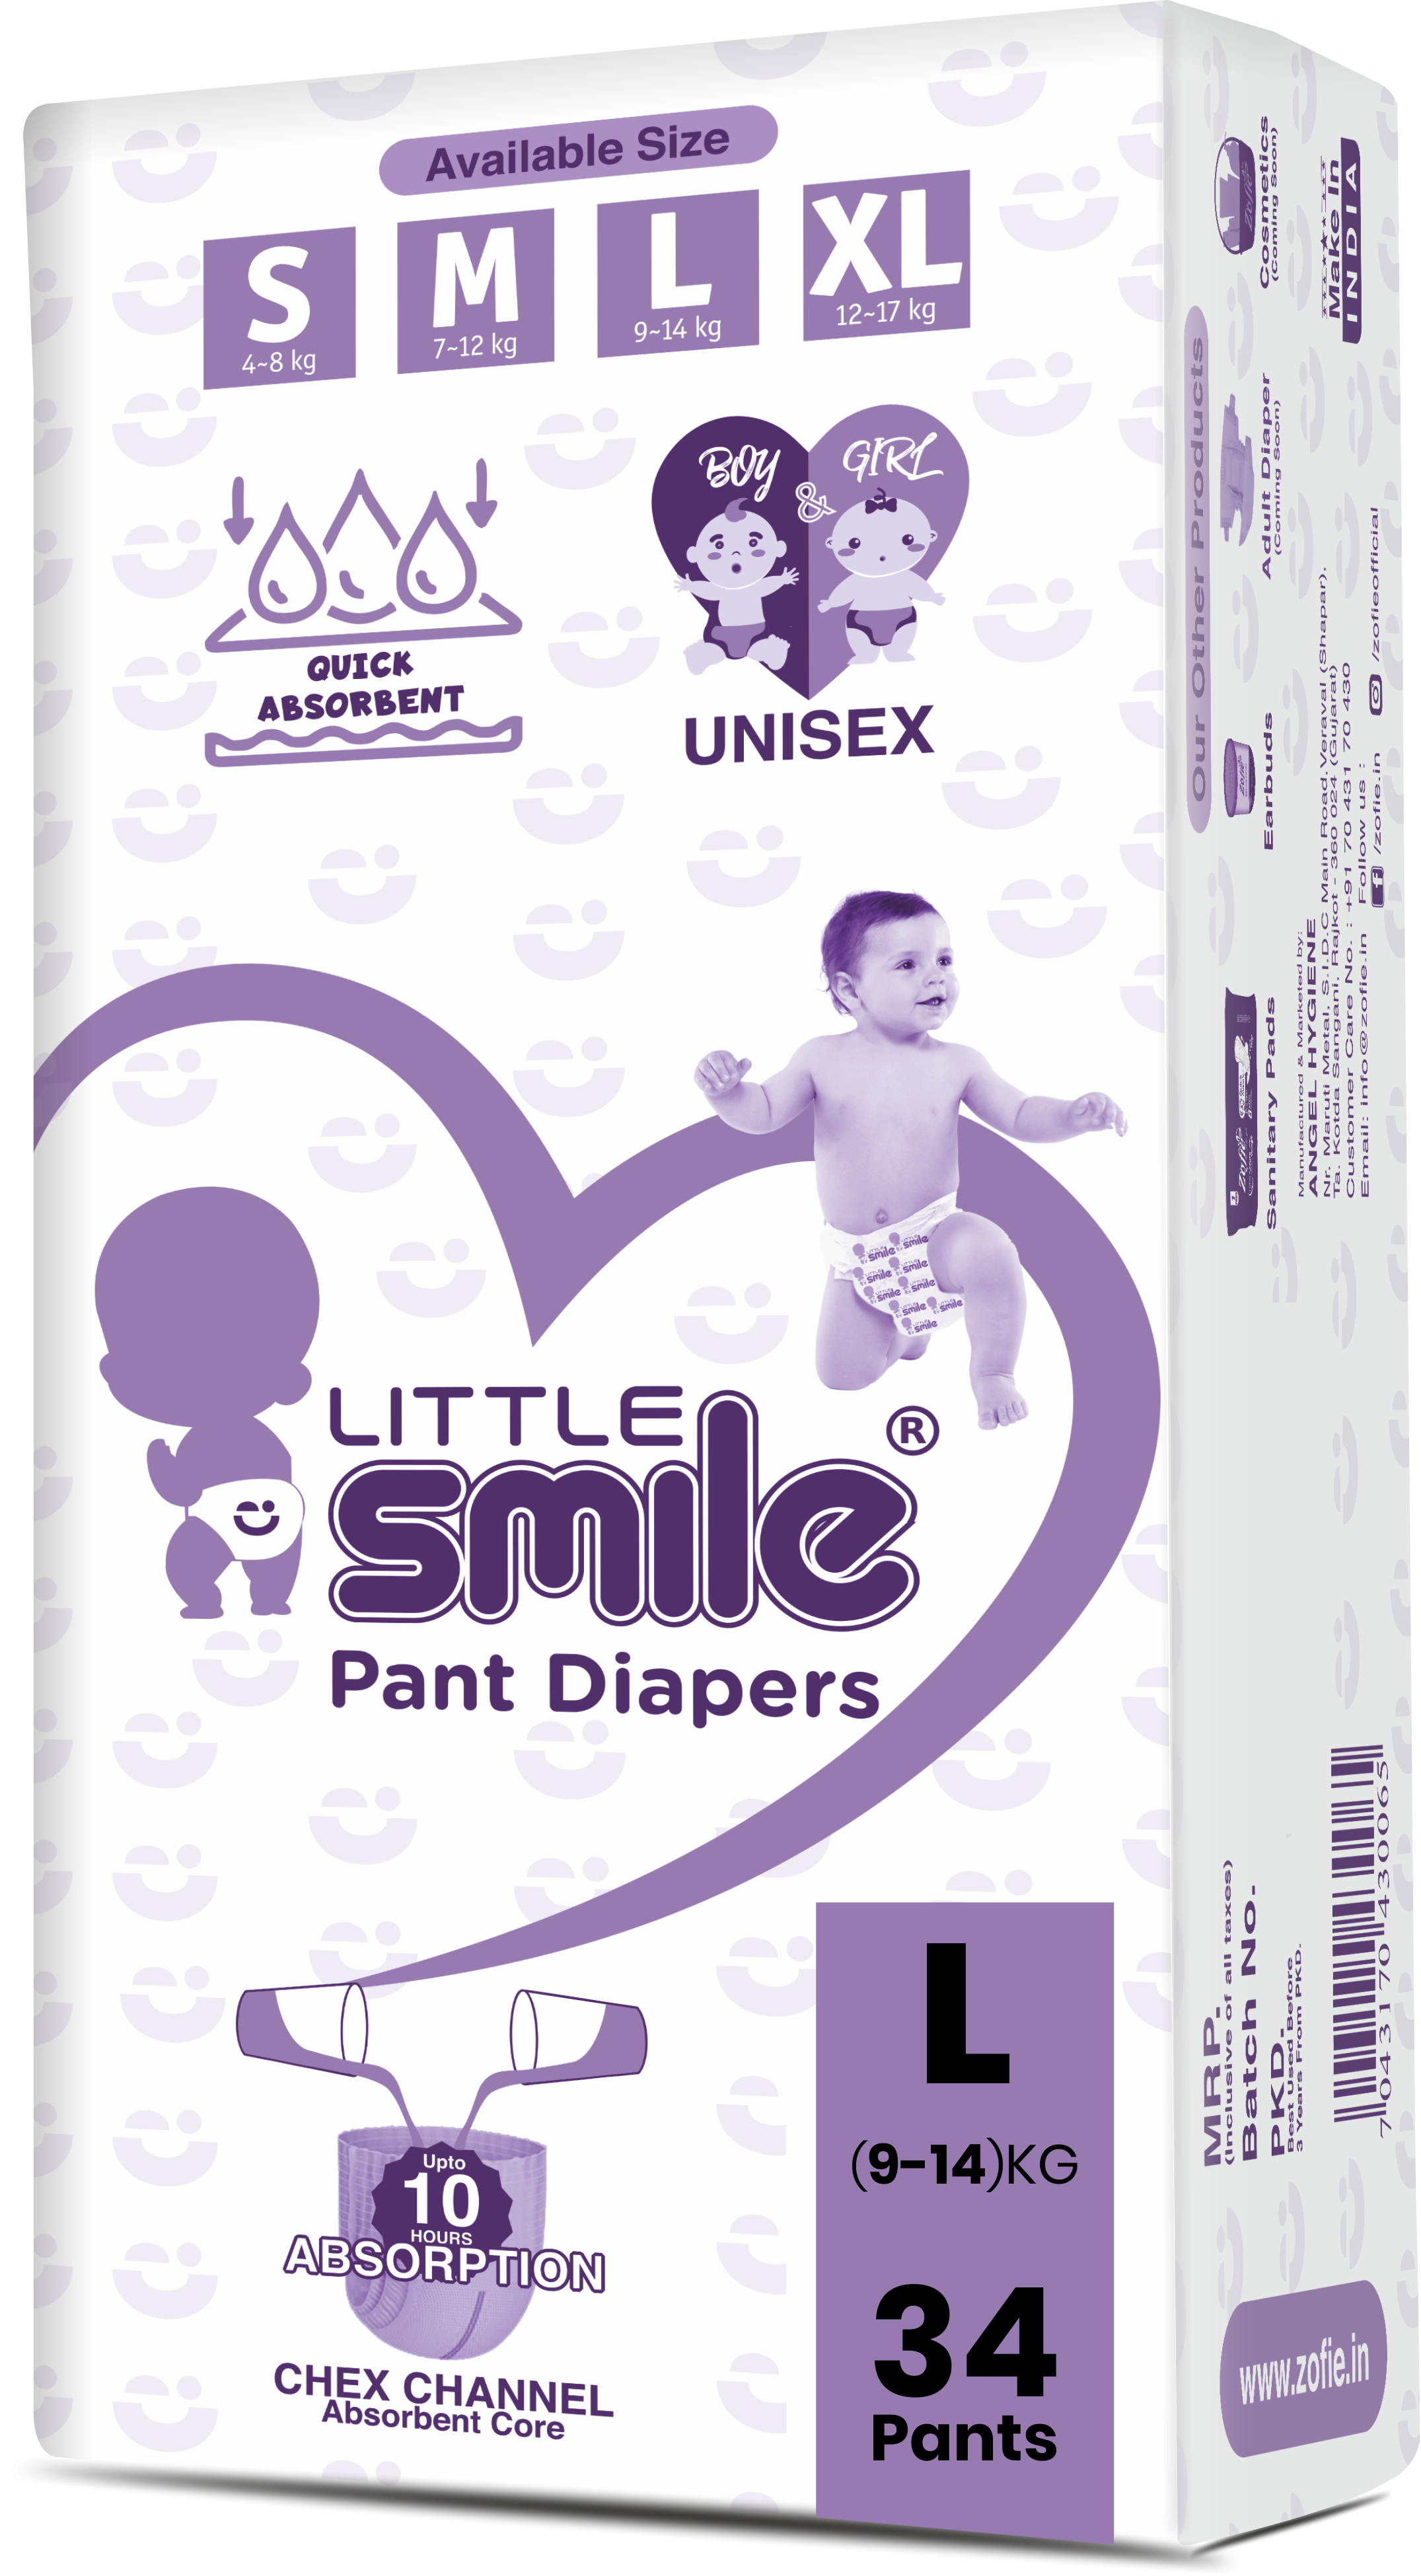 Available Size
S
4~8 kg
M
7~12 kg
L
9~14 kg
XL
12~17 kg
QUICK
ABSORBENT
BOY
&
GIRL
UNISEX
LITTLE
smile ®
Pant Diapers
Upto
10
HOURS
ABSORPTION
CHEX CHANNEL
Absorbent Core
L
(9-14)KG
34
Pants
Our Other Products
Sanitary Pads
Earbuds
Adult Diaper
(Coming Soon)
Cosmetics
(Coming Soon)
Make In
INDIA
Manufactured & Marketed by:
ANGEL HYGIENE
Nr. Maruti Metal, S.I.D.C Main Road, Veraval (Shapar),
Ta. Kotda Sangani, Rajkot - 360 024 (Gujarat)
Customer Care No. : +91 70 431 70 430
Email: info@zofie.in Follow us :
/zofie.in /zofieofficial
MRP.
(Inclusive of all taxes)
Batch No.
PKD.
Best Used Before
3 Years From PKD.
7 043170 430065
www.zofie.in